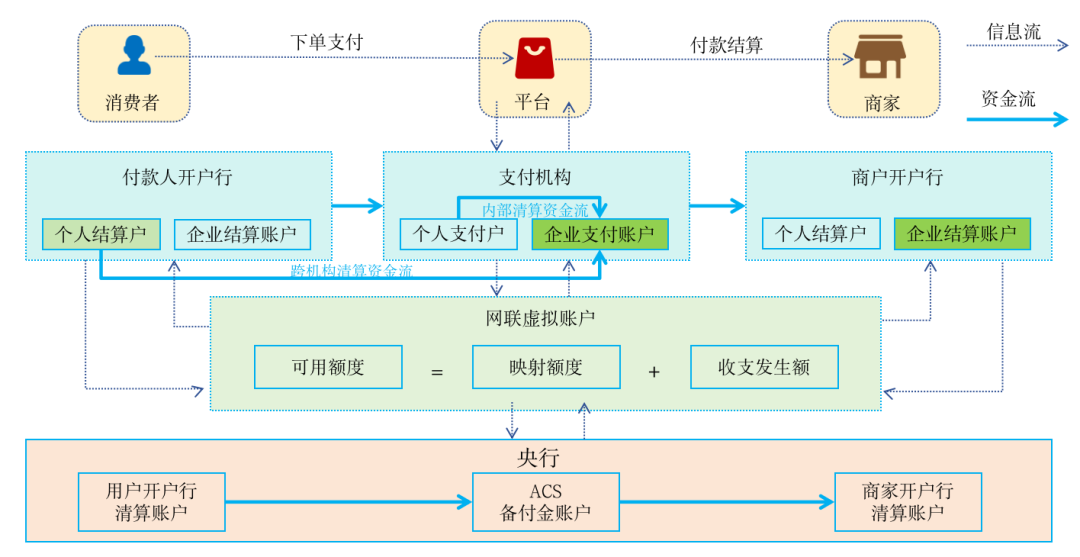 下单支付
付款结算
信息流
消费者
平台
商家
资金流
付款人开户行
支付机构
商户开户行
内部清算资金流
个人结算户
企业结算账户
个人支付户
企业支付账户
个人结算户
企业结算账户
跨机构清算资金流
网联虚拟账户
可用额度
=
映射额度
+
收支发生额
央行
用户开户行
清算账户
ACS
备付金账户
商家开户行
清算账户